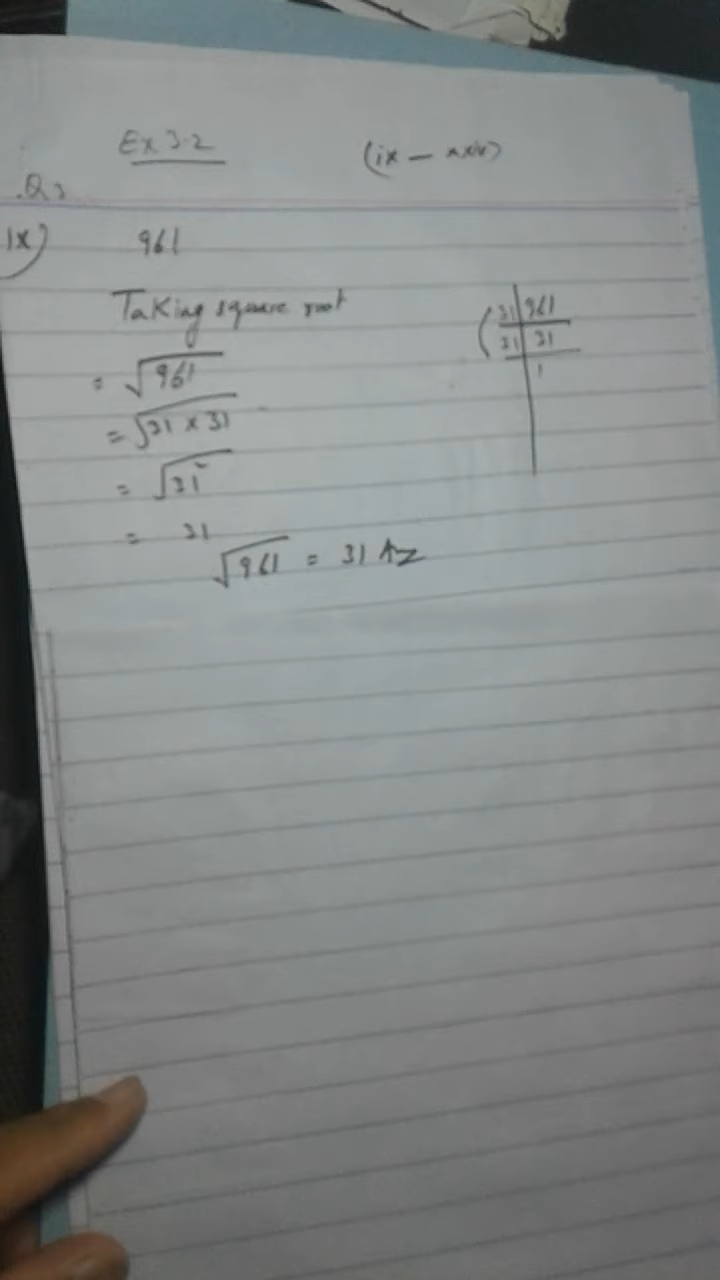 Ex 3.2 (ix — xxiv)
Q3
ix) 961
Taking square root
= √961
= √31 × 31
= √31²
= 31
√961 = 31 Az
31 | 961
31 | 31
1